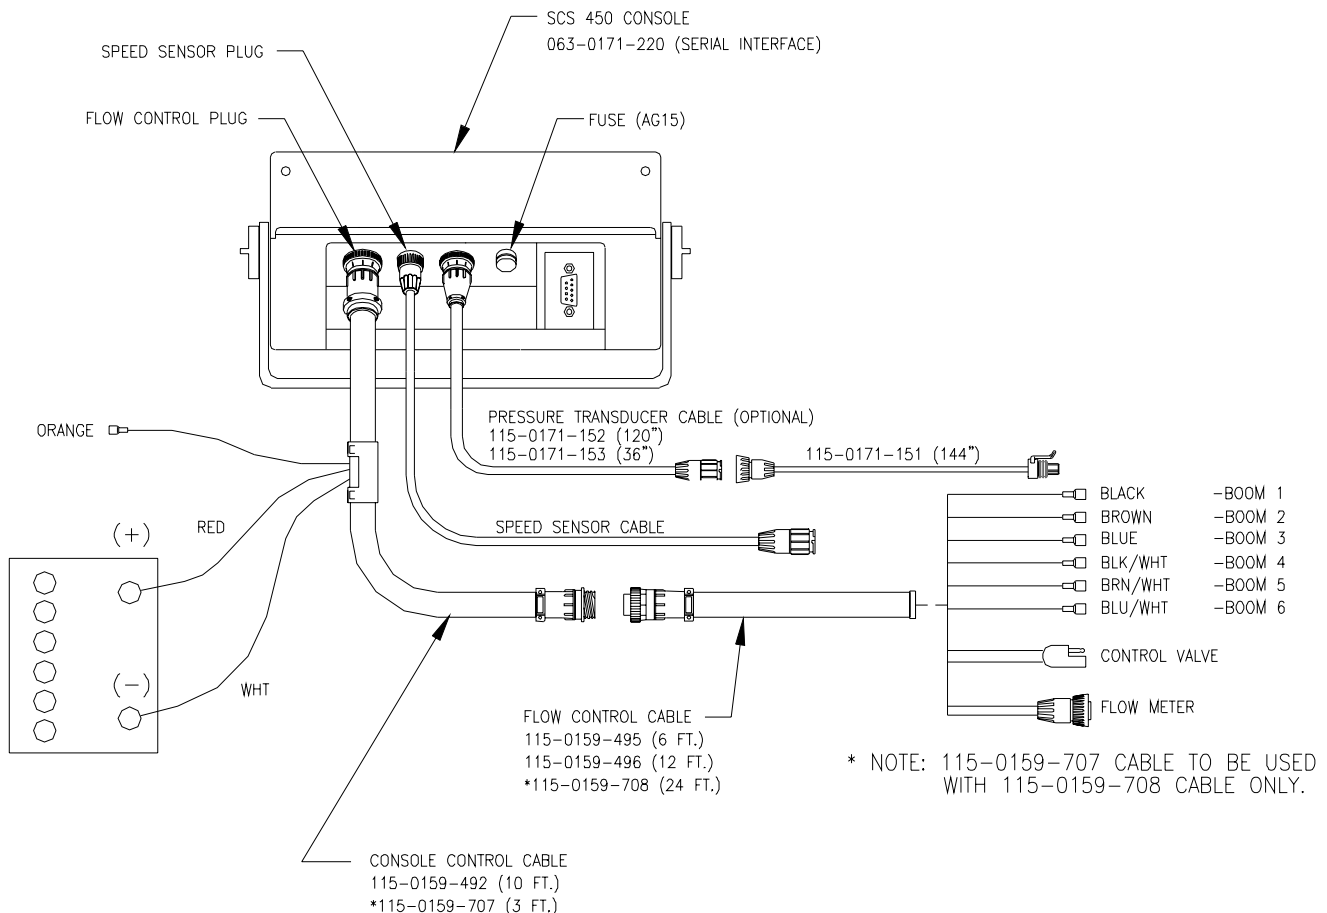 SCS 450 CONSOLE
063-0171-220 (SERIAL INTERFACE)
SPEED SENSOR PLUG
FLOW CONTROL PLUG
FUSE (AG15)
ORANGE
PRESSURE TRANSDUCER CABLE (OPTIONAL)
115-0171-152 (120")
115-0171-153 (36")
115-0171-151 (144")
RED
(+)
SPEED SENSOR CABLE
BLACK -BOOM 1
BROWN -BOOM 2
BLUE -BOOM 3
BLK/WHT -BOOM 4
BRN/WHT -BOOM 5
BLU/WHT -BOOM 6
CONTROL VALVE
(-)
WHT
FLOW METER
FLOW CONTROL CABLE
115-0159-495 (6 FT.)
115-0159-496 (12 FT.)
*115-0159-708 (24 FT.)
* NOTE: 115-0159-707 CABLE TO BE USED
WITH 115-0159-708 CABLE ONLY.
CONSOLE CONTROL CABLE
115-0159-492 (10 FT.)
*115-0159-707 (3 FT.)